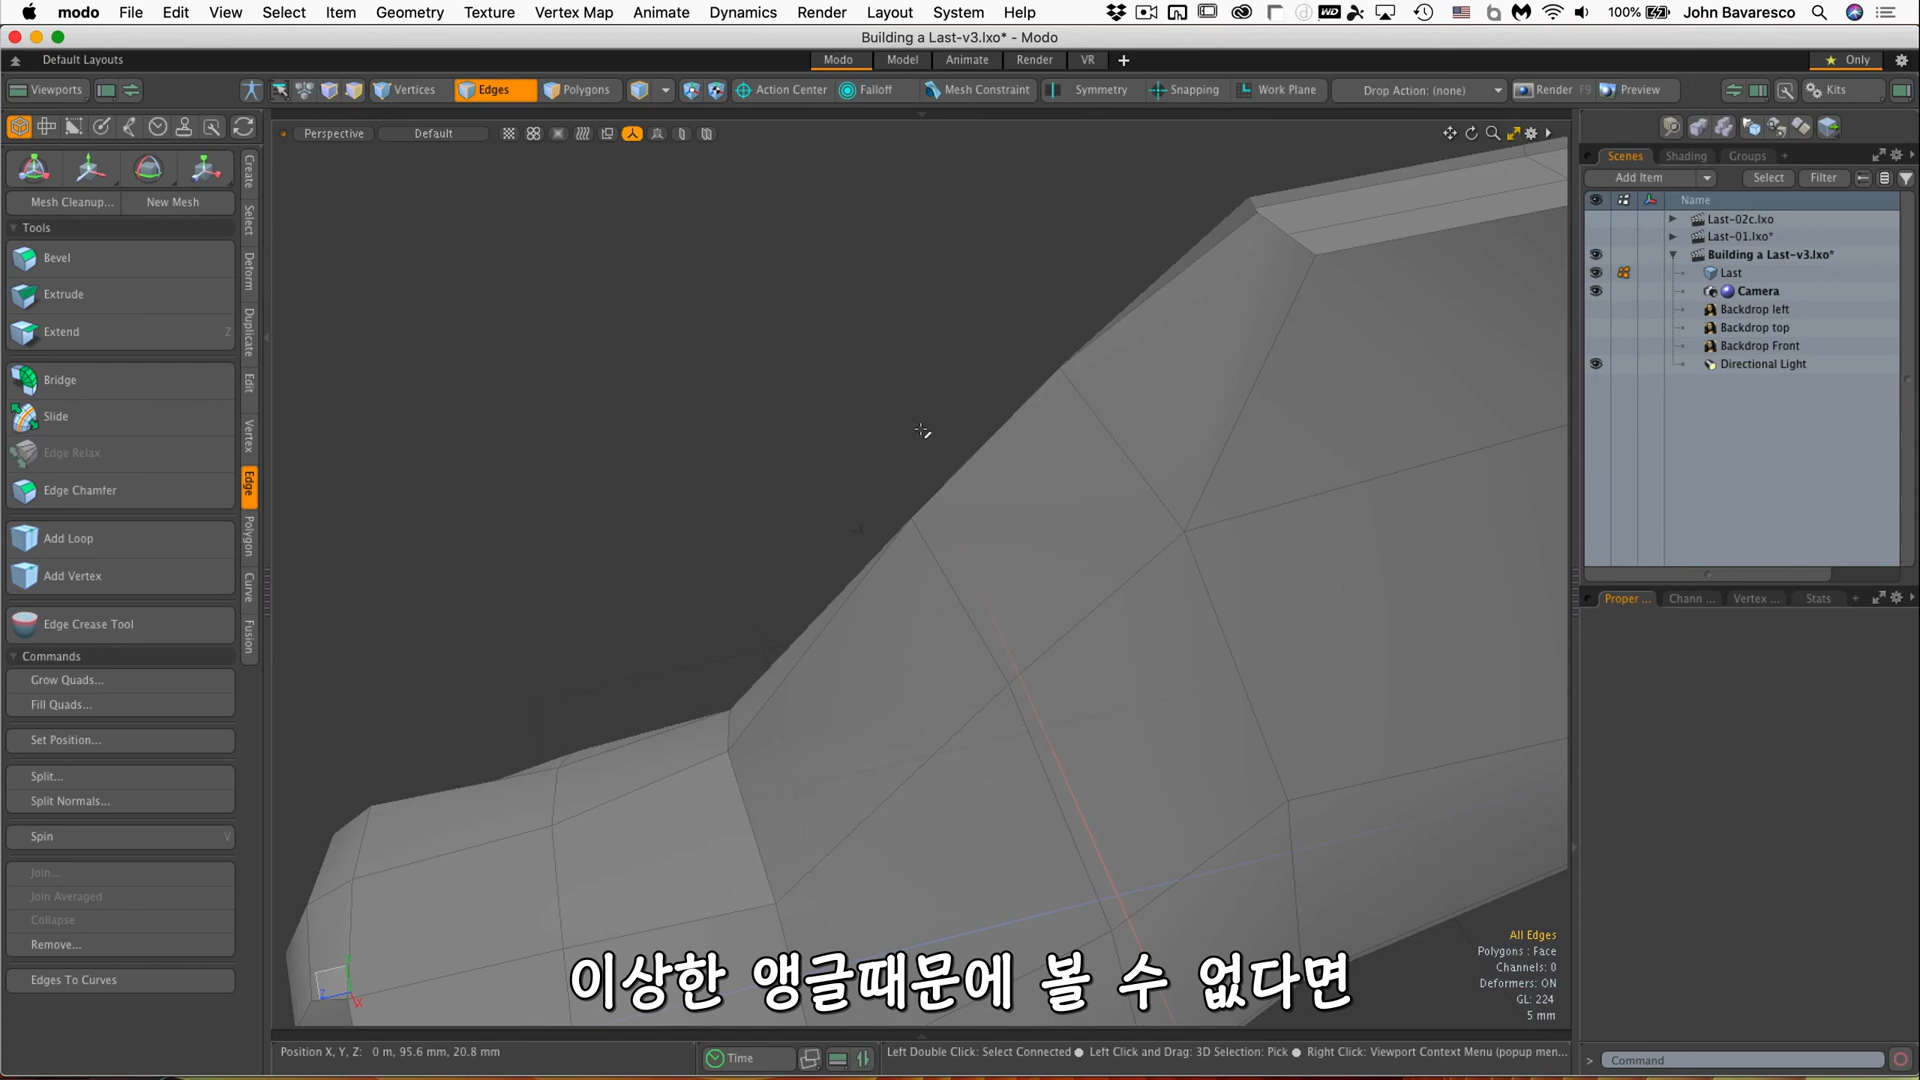 modo File Edit View Select Item Geometry Texture Vertex Map Animate Dynamics Render Layout System Help 100% John Bavaresco
Building a Last-v3.lxo* - Modo
Default Layouts Modo Model Animate Render VR + Only
Viewports Vertices Edges Polygons Action Center Falloff Mesh Constraint Symmetry Snapping Work Plane Drop Action: (none) Render F9 Preview Kits
Perspective Default
Mesh Cleanup... New Mesh
Tools
Bevel
Extrude
Extend Z
Bridge
Slide
Edge Relax
Edge Chamfer
Add Loop
Add Vertex
Edge Crease Tool
Commands
Grow Quads...
Fill Quads...
Set Position...
Split...
Split Normals...
Spin V
Join...
Join Averaged
Collapse
Remove...
Edges To Curves
Create
Select
Deform
Duplicate
Edit
Vertex
Edge
Polygon
Curve
Fusion
Scenes Shading Groups +
Add Item Select Filter
Name
Last-02c.lxo
Last-01.lxo*
Building a Last-v3.lxo*
Last
Camera
Backdrop left
Backdrop top
Backdrop Front
Directional Light
Proper ... Chann ... Vertex ... Stats +
All Edges
Polygons : Face
Channels: 0
Deformers: ON
GL: 224
5 mm
이상한 앵글때문에 볼 수 없다면
Position X, Y, Z: 0 m, 95.6 mm, 20.8 mm Time Left Double Click: Select Connected ● Left Click and Drag: 3D Selection: Pick ● Right Click: Viewport Context Menu (popup men...
> Command